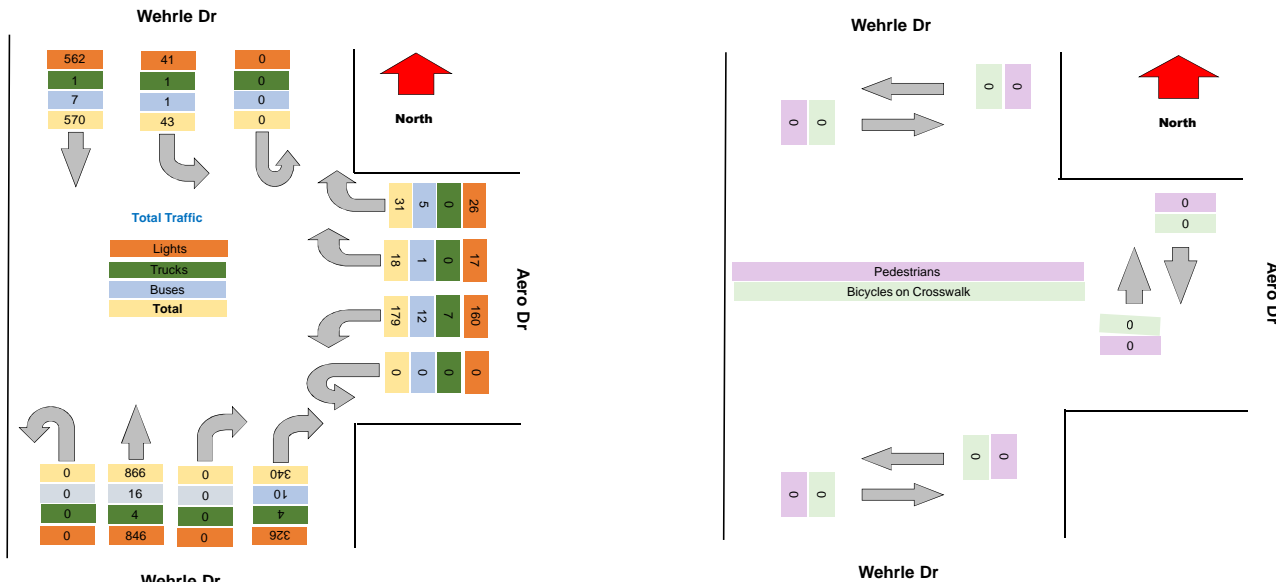 Wehrle Dr
562 41 0
1 1 0
7 1 0
570 43 0
North
31 5 0 26
Total Traffic
18 1 0 17
Lights
Trucks
Buses
Total
Aero Dr
179 12 7 160
0 0 0 0
0 866 0 340
0 16 0 10
0 4 0 4
0 846 0 326
Wehrle Dr
Wehrle Dr
0 0
0 0
North
0
0
Pedestrians
Bicycles on Crosswalk
Aero Dr
0
0
0 0
0 0
Wehrle Dr